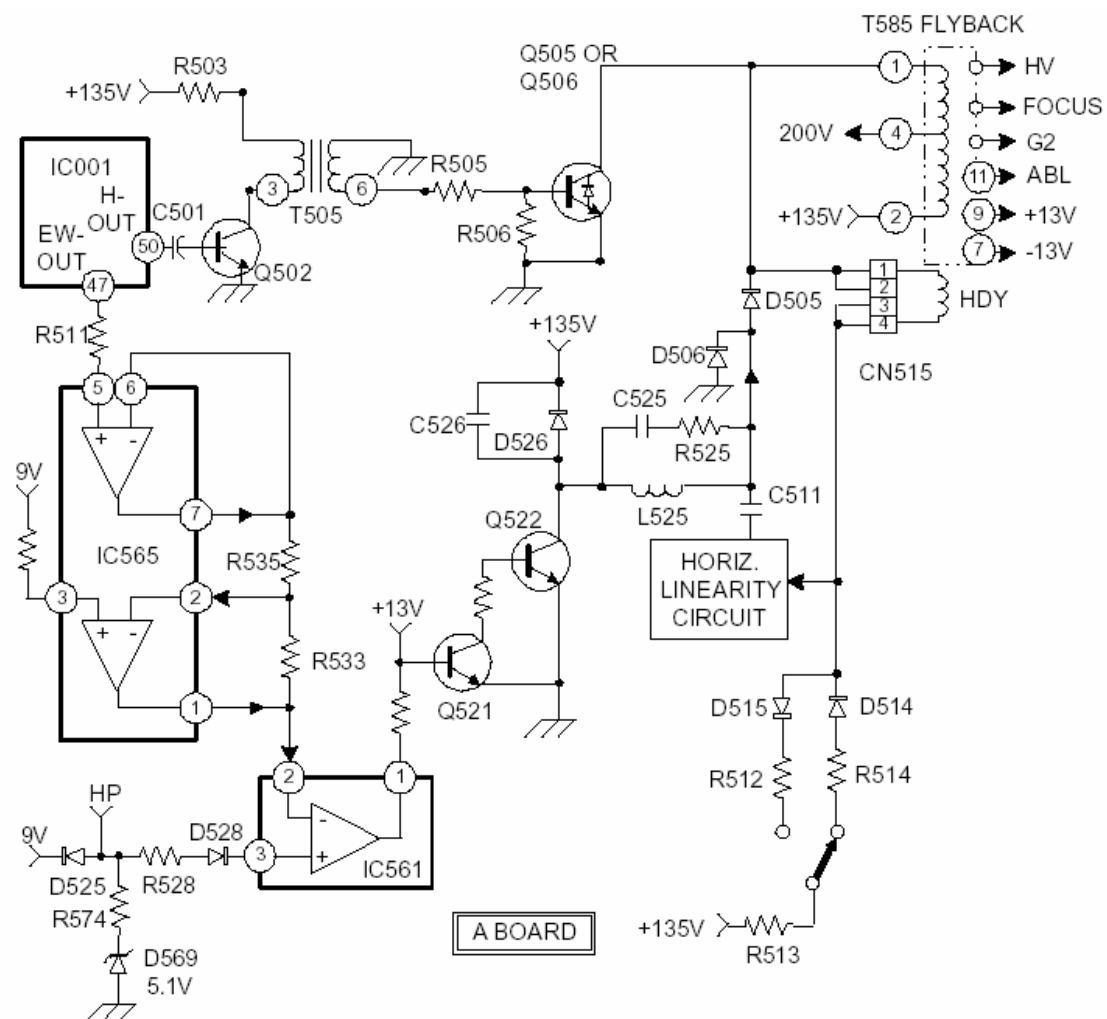 T585 FLYBACK
Q505 OR
Q506
R503
+135V
1
HV
FOCUS
200V
4
G2
IC001
H-
OUT
EW-
OUT
C501
50
47
3
T505
6
R505
11
ABL
+135V
2
9
+13V
7
-13V
Q502
R506
R511
+135V
D505
1
2
3
4
HDY
D506
CN515
5
6
+
-
C526
D526
C525
R525
9V
7
Q522
L525
C511
IC565
R535
3
2
+
-
+13V
HORIZ.
LINEARITY
CIRCUIT
R533
1
Q521
D515
D514
2
1
R512
R514
HP
9V
D528
3
-
+
IC561
D525
R528
R574
A BOARD
+135V
R513
D569
5.1V